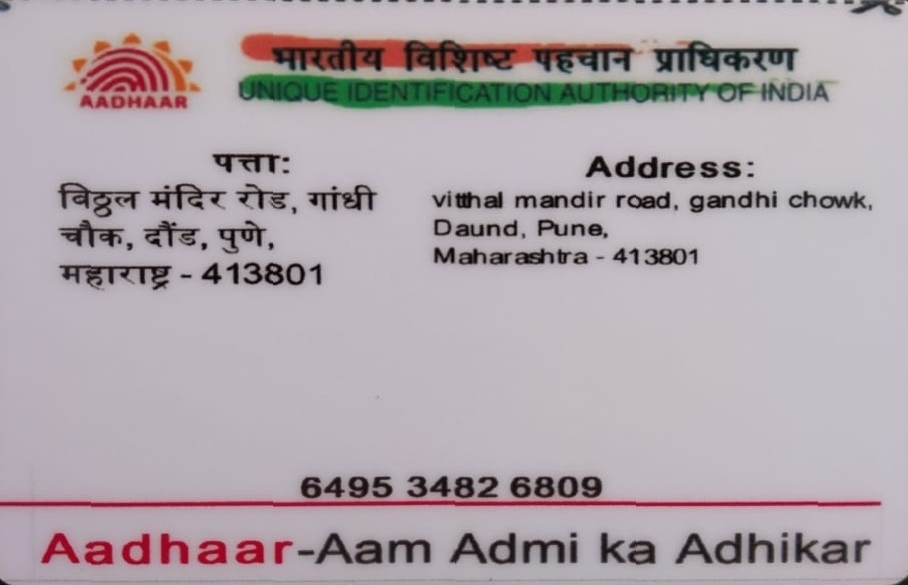 AADHAAR
भारतीय विशिष्ट पहचान प्राधिकरण
UNIQUE IDENTIFICATION AUTHORITY OF INDIA
पत्ता:
विठ्ठल मंदिर रोड, गांधी
चौक, दौंड, पुणे,
महाराष्ट्र - 413801
Address:
vitthal mandir road, gandhi chowk,
Daund, Pune,
Maharashtra - 413801
6495 3482 6809
Aadhaar-Aam Admi ka Adhikar